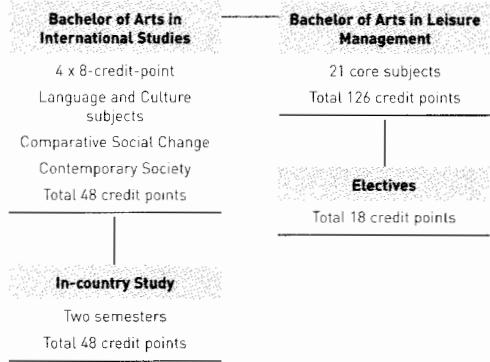 Bachelor of Arts in
International Studies
4 x 8-credit-point
Language and Culture
subjects
Comparative Social Change
Contemporary Society
Total 48 credit points
In-country Study
Two semesters
Total 48 credit points
Bachelor of Arts in Leisure
Management
21 core subjects
Total 126 credit points
Electives
Total 18 credit points